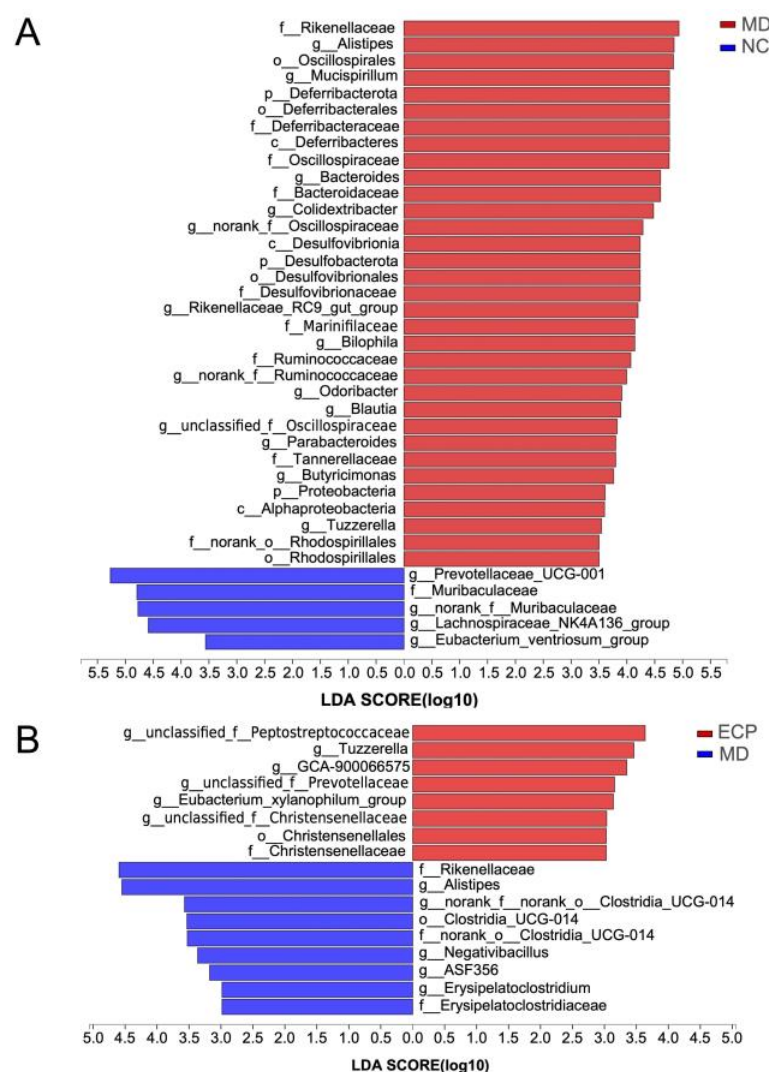 A
MD
NC
f__Rikenellaceae
g__Alistipes
o__Oscillospirales
g__Mucispirillum
p__Deferribacterota
o__Deferribacterales
f__Deferribacteraceae
c__Deferribacteres
f__Oscillospiraceae
g__Bacteroides
f__Bacteroidaceae
g__Colidextribacter
g__norank_f__Oscillospiraceae
c__Desulfovibrionia
p__Desulfobacterota
o__Desulfovibrionales
f__Desulfovibrionaceae
g__Rikenellaceae_RC9_gut_group
f__Marinifilaceae
g__Bilophila
f__Ruminococcaceae
g__norank_f__Ruminococcaceae
g__Odoribacter
g__Blautia
g__unclassified_f__Oscillospiraceae
g__Parabacteroides
f__Tannerellaceae
g__Butyricimonas
p__Proteobacteria
c__Alphaproteobacteria
g__Tuzzerella
f__norank_o__Rhodospirillales
o__Rhodospirillales
g__Prevotellaceae_UCG-001
f__Muribaculaceae
g__norank_f__Muribaculaceae
g__Lachnospiraceae_NK4A136_group
g__Eubacterium_ventriosum_group
5.5 5.0 4.5 4.0 3.5 3.0 2.5 2.0 1.5 1.0 0.5 0.0 0.5 1.0 1.5 2.0 2.5 3.0 3.5 4.0 4.5 5.0 5.5
LDA SCORE(log10)
B
ECP
MD
g__unclassified_f__Peptostreptococcaceae
g__Tuzzerella
g__GCA-900066575
g__unclassified_f__Prevotellaceae
g__Eubacterium_xylanophilum_group
g__unclassified_f__Christensenellaceae
o__Christensenellales
f__Christensenellaceae
f__Rikenellaceae
g__Alistipes
g__norank_f__norank_o__Clostridia_UCG-014
o__Clostridia_UCG-014
f__norank_o__Clostridia_UCG-014
g__Negativibacillus
g__ASF356
g__Erysipelatoclostridium
f__Erysipelatoclostridiaceae
5.0 4.5 4.0 3.5 3.0 2.5 2.0 1.5 1.0 0.5 0.0 0.5 1.0 1.5 2.0 2.5 3.0 3.5 4.0 4.5 5.0
LDA SCORE(log10)